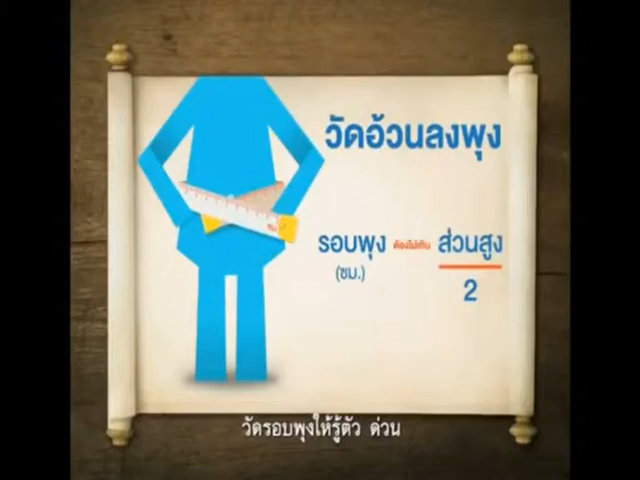 วัดอ้วนลงพุง
รอบพุง ต้องไม่เกิน ส่วนสูง
(ซม.)
2
วัดรอบพุงให้รู้ตัว ด่วน